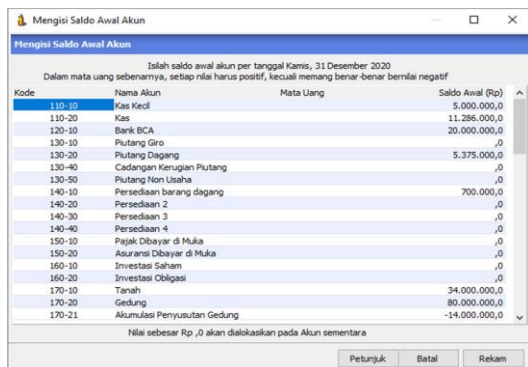 Mengisi Saldo Awal Akun
Mengisi Saldo Awal Akun
Isilah saldo awal akun per tanggal Kamis, 31 Desember 2020
Dalam mata uang sebenarnya, setiap nilai harus positif, kecuali memang benar-benar bernilai negatif
Kode Nama Akun Mata Uang Saldo Awal (Rp)
110-10 Kas Kecil 5.000.000,0
110-20 Kas 11.286.000,0
120-10 Bank BCA 20.000.000,0
130-10 Piutang Giro ,0
130-20 Piutang Dagang 5.375.000,0
130-40 Cadangan Kerugian Piutang ,0
130-50 Piutang Non Usaha ,0
140-10 Persediaan barang dagang 700.000,0
140-20 Persediaan 2 ,0
140-30 Persediaan 3 ,0
140-40 Persediaan 4 ,0
150-10 Pajak Dibayar di Muka ,0
150-20 Asuransi Dibayar di Muka ,0
160-10 Investasi Saham ,0
160-20 Investasi Obligasi ,0
170-10 Tanah 34.000.000,0
170-20 Gedung 80.000.000,0
170-21 Akumulasi Penyusutan Gedung -14.000.000,0
Nilai sebesar Rp ,0 akan dialokasikan pada Akun sementara
Petunjuk Batal Rekam